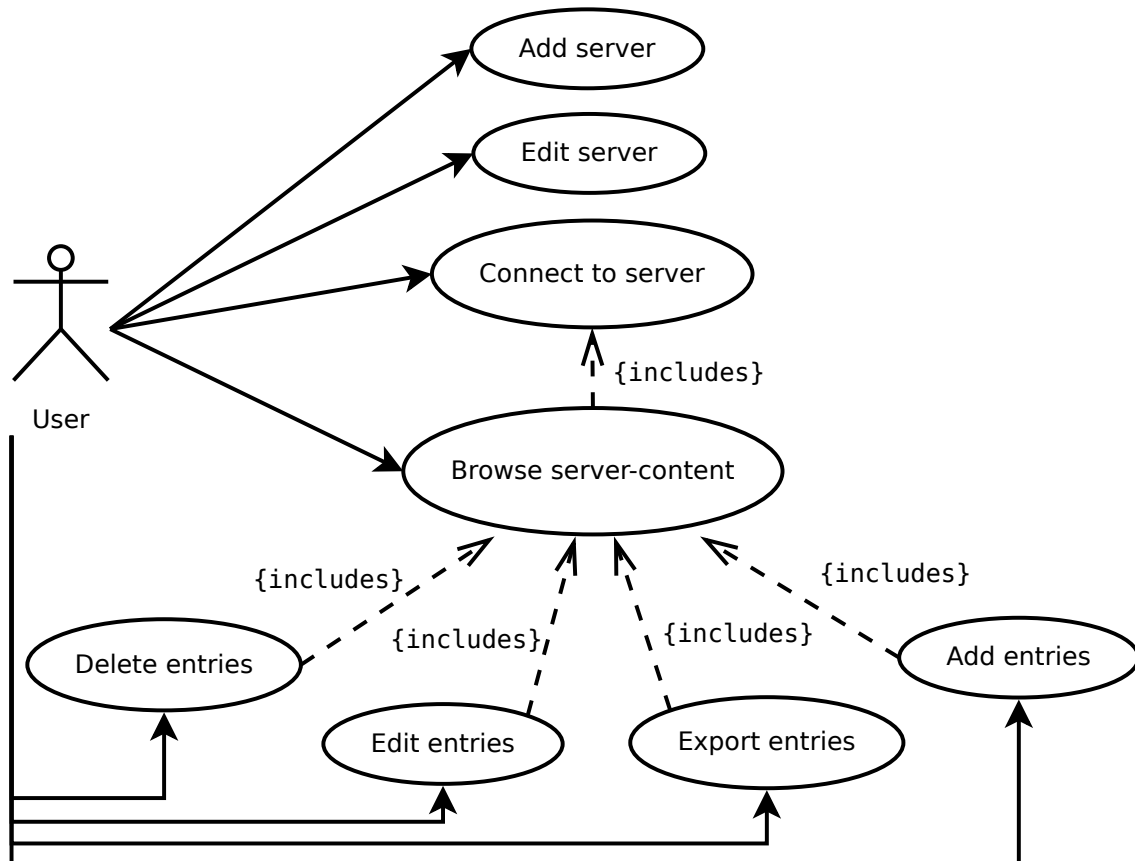 Add server
Edit server
Connect to server
{includes}
User
Browse server-content
{includes}
{includes}
{includes}
{includes}
Delete entries
Edit entries
Export entries
Add entries